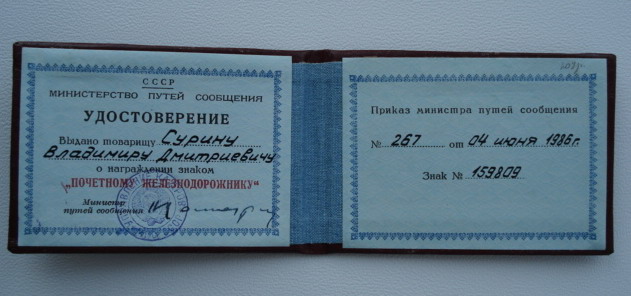 СССР
МИНИСТЕРСТВО ПУТЕЙ СООБЩЕНИЯ
УДОСТОВЕРЕНИЕ
Выдано товарищу Сурину
Владимиру Дмитриевичу
о награждении знаком
„ПОЧЕТНОМУ ЖЕЛЕЗНОДОРОЖНИКУ“
Министр
путей сообщения
Приказ министра путей сообщения
№ 267 от 04 июня 1986г.
Знак № 159809